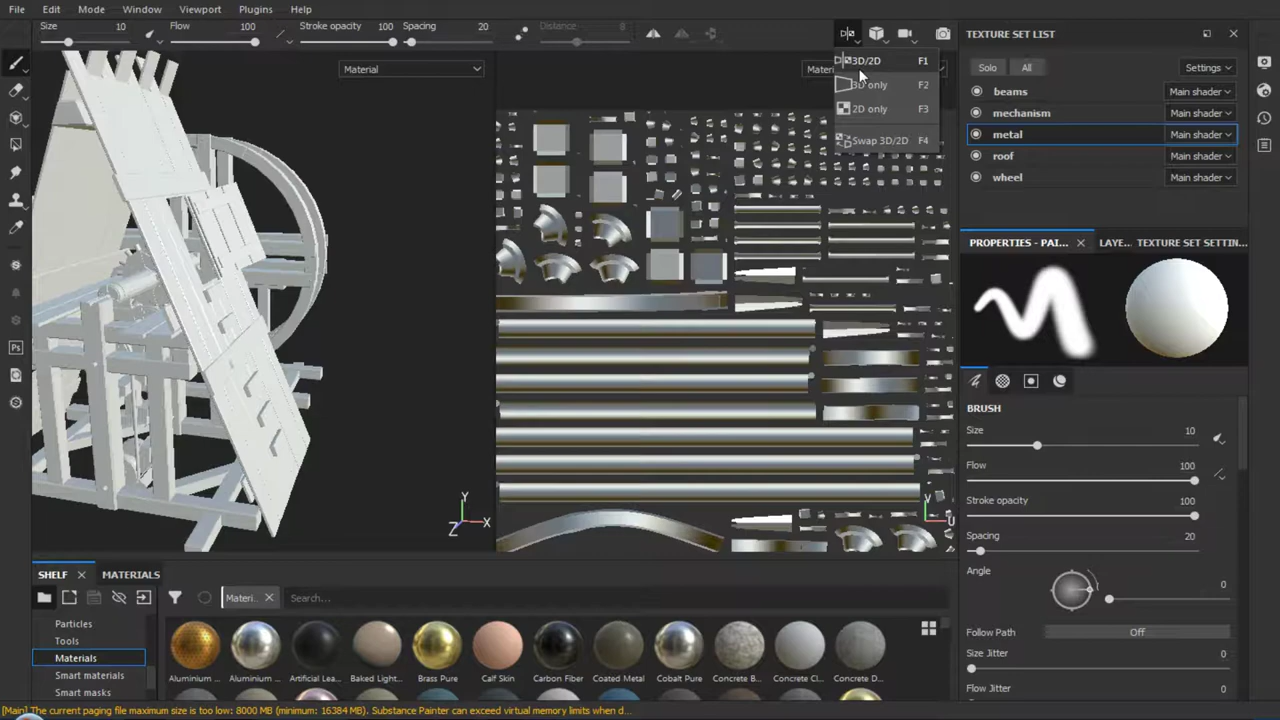 File Edit Mode Window Viewport Plugins Help
Size 10 Flow 100 Stroke opacity 100 Spacing 20 Distance 8
Material
Mater
3D/2D F1
3D only F2
2D only F3
Swap 3D/2D F4
Y
X
Z
V
U
TEXTURE SET LIST
Solo All Settings
beams Main shader
mechanism Main shader
metal Main shader
roof Main shader
wheel Main shader
PROPERTIES - PAI... LAYE... TEXTURE SET SETTIN...
BRUSH
Size 10
Flow 100
Stroke opacity 100
Spacing 20
Angle 0
Follow Path Off
Size Jitter 0
Flow Jitter 0
Ps
SHELF MATERIALS
Materi... Search...
Particles
Tools
Materials
Smart materials
Smart masks
Aluminium ... Aluminium ... Artificial Lea... Baked Light... Brass Pure Calf Skin Carbon Fiber Coated Metal Cobalt Pure Concrete B... Concrete Cl... Concrete D...
[Main] The current paging file maximum size is too low: 8000 MB (minimum: 16384 MB). Substance Painter can exceed virtual memory limits when d...